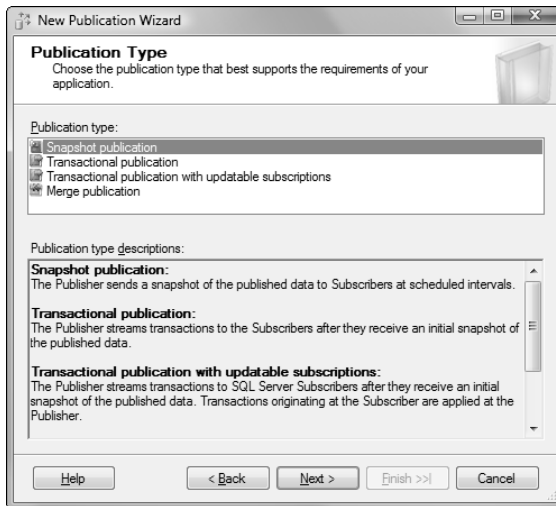 New Publication Wizard
Publication Type
Choose the publication type that best supports the requirements of your
application.
Publication type:
Snapshot publication
Transactional publication
Transactional publication with updatable subscriptions
Merge publication
Publication type descriptions:
Snapshot publication:
The Publisher sends a snapshot of the published data to Subscribers at scheduled intervals.
Transactional publication:
The Publisher streams transactions to the Subscribers after they receive an initial snapshot of
the published data.
Transactional publication with updatable subscriptions:
The Publisher streams transactions to SQL Server Subscribers after they receive an initial
snapshot of the published data. Transactions originating at the Subscriber are applied at the
Publisher.
Help < Back Next > Finish >>| Cancel